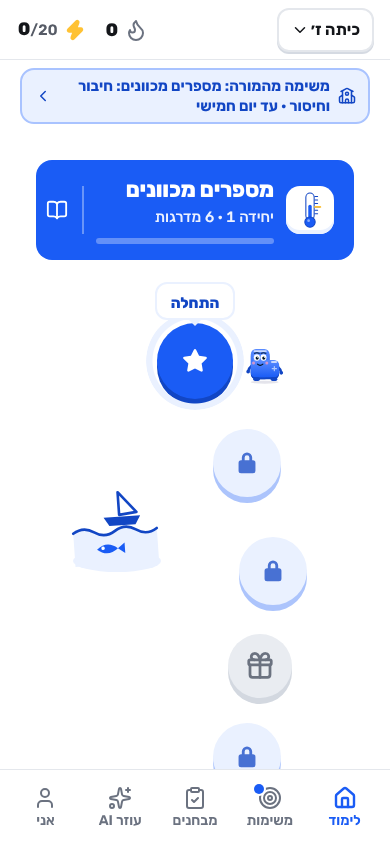 כיתה ז׳
0
0/20
משימה מהמורה: מספרים מכוונים: חיבור
וחיסור • עד יום חמישי
מספרים מכוונים
יחידה 1 • 6 מדרגות
התחלה
לימוד
משימות
מבחנים
עוזר AI
אני